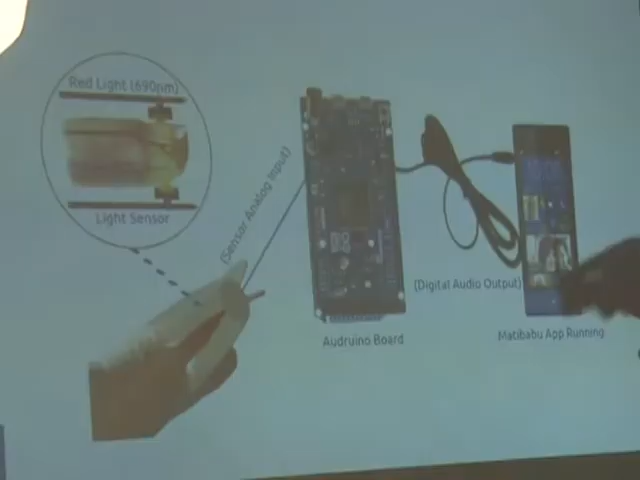 Red Light (690nm)
Light Sensor
(Sensor Analog Input)
(Digital Audio Output)
Audruino Board
Matibabu App Running